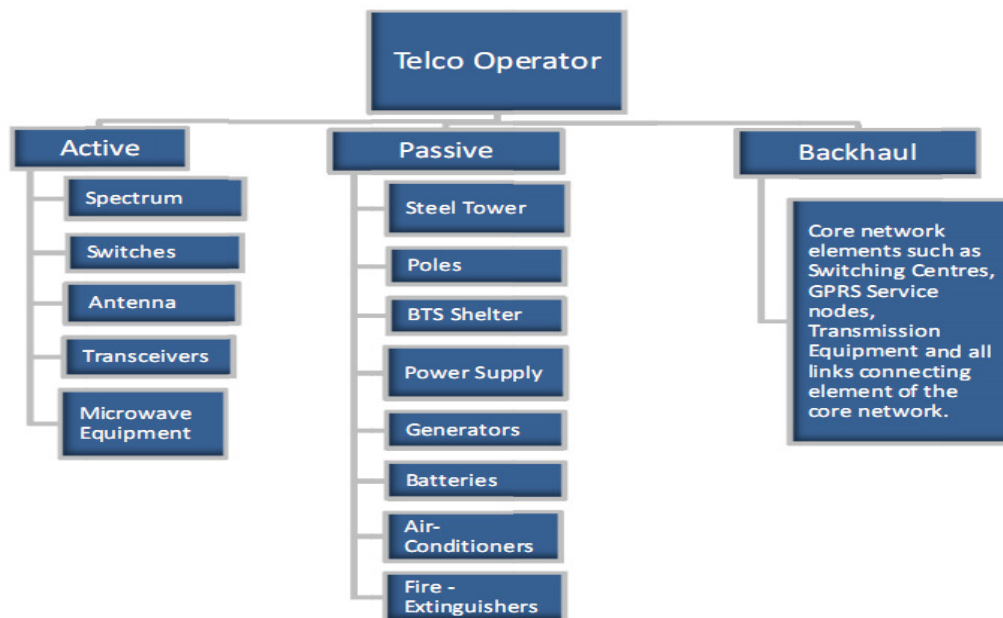 Telco Operator
Active
Spectrum
Switches
Antenna
Transceivers
Microwave
Equipment
Passive
Steel Tower
Poles
BTS Shelter
Power Supply
Generators
Batteries
Air-
Conditioners
Fire -
Extinguishers
Backhaul
Core network
elements such as
Switching Centres,
GPRS Service
nodes,
Transmission
Equipment and all
links connecting
element of the
core network.